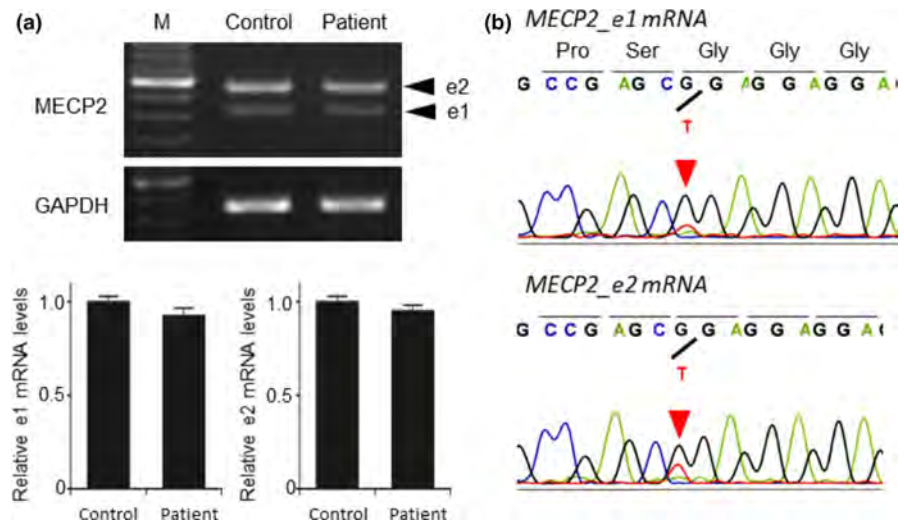 (a)
M Control Patient
MECP2
e2
e1
GAPDH
Relative e1 mRNA levels
1.0
0.5
0
Control Patient
Relative e2 mRNA levels
1.0
0.5
0
Control Patient
(b)
MECP2_e1 mRNA
Pro Ser Gly Gly Gly
G C C G A G C G G A G G A G G A
T
MECP2_e2 mRNA
G C C G A G C G G A G G A G G A
T